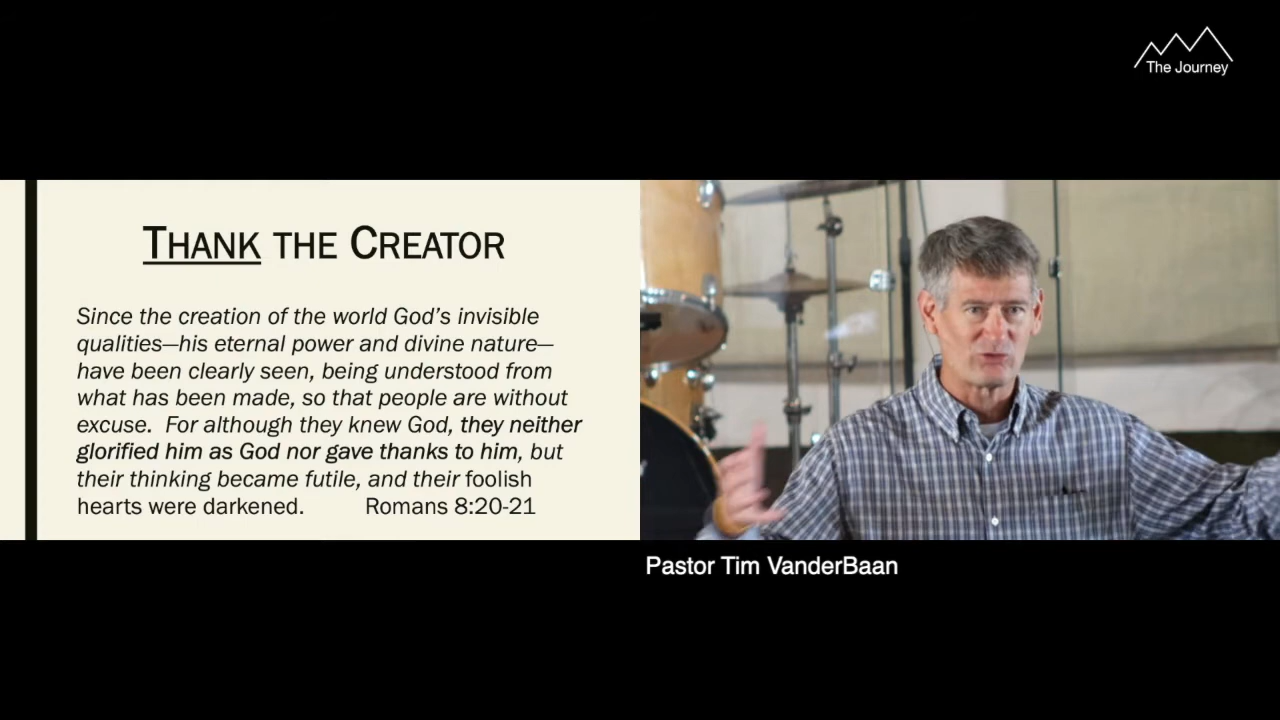 The Journey
THANK THE CREATOR
Since the creation of the world God’s invisible
qualities—his eternal power and divine nature—
have been clearly seen, being understood from
what has been made, so that people are without
excuse.  For although they knew God, they neither
glorified him as God nor gave thanks to him, but
their thinking became futile, and their foolish
hearts were darkened. Romans 8:20-21
Pastor Tim VanderBaan